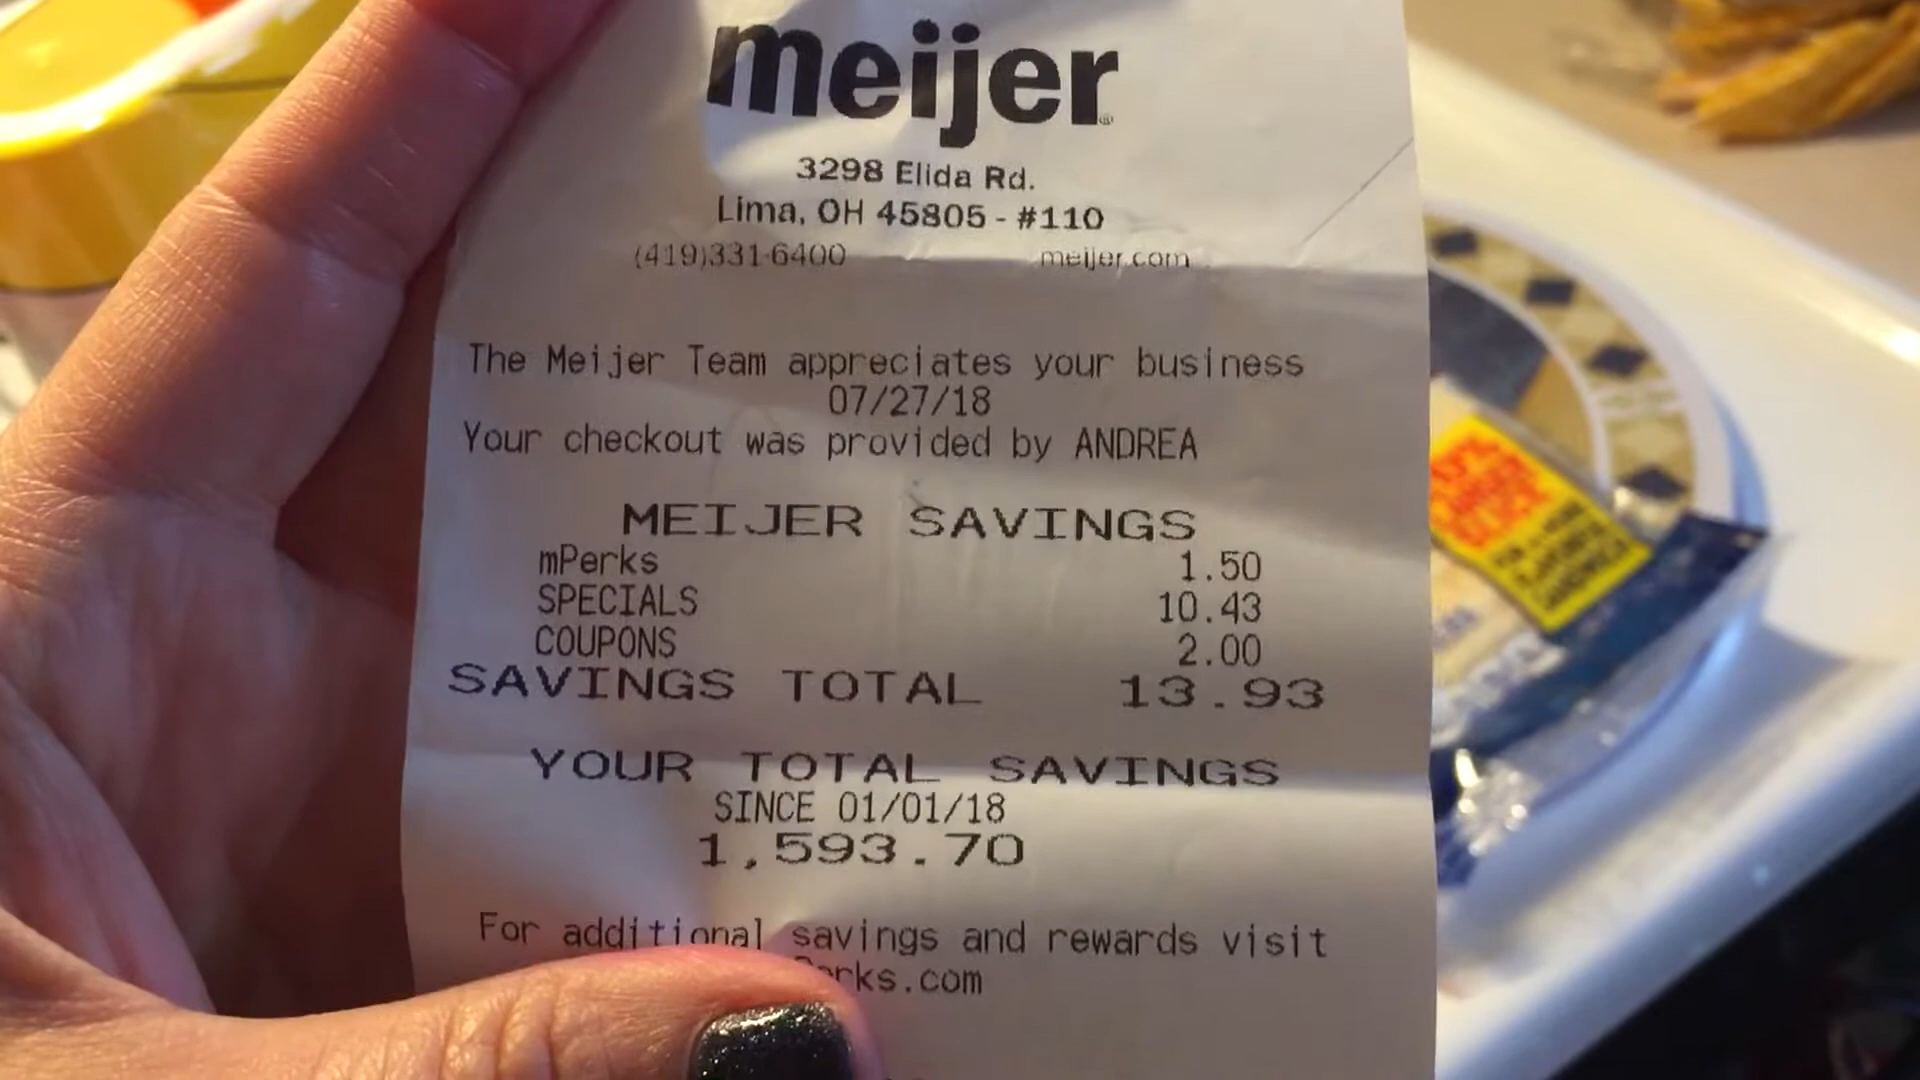 meijer®
3298 Elida Rd.
Lima, OH 45805 - #110
(419)331-6400 meijer.com
The Meijer Team appreciates your business
07/27/18
Your checkout was provided by ANDREA
MEIJER SAVINGS
mPerks 1.50
SPECIALS 10.43
COUPONS 2.00
SAVINGS TOTAL 13.93
YOUR TOTAL SAVINGS
SINCE 01/01/18
1,593.70
For additional savings and rewards visit
erks.com